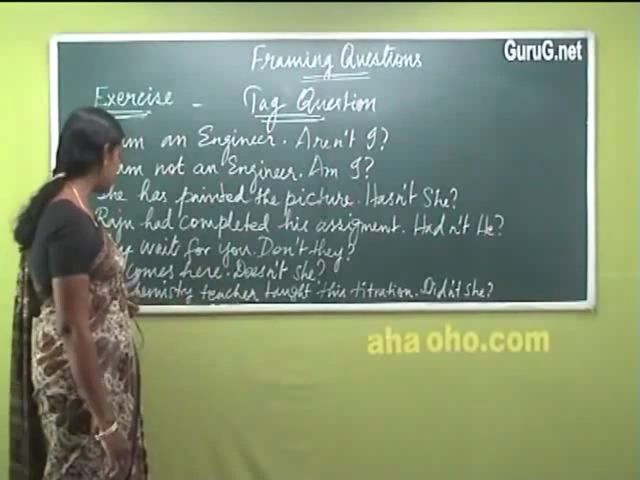 GuruG.net
Framing Questions
Exercise - Tag Question
am an Engineer. Aren't I?
am not an Engineer. Am I?
She has painted the picture. Hasn't She?
Raju had completed his assigment. Had n't He?
wait for you. Don't they?
comes here. Doesn't she?
chemistry teacher taught this titration. Didn't she?
aha oho.com